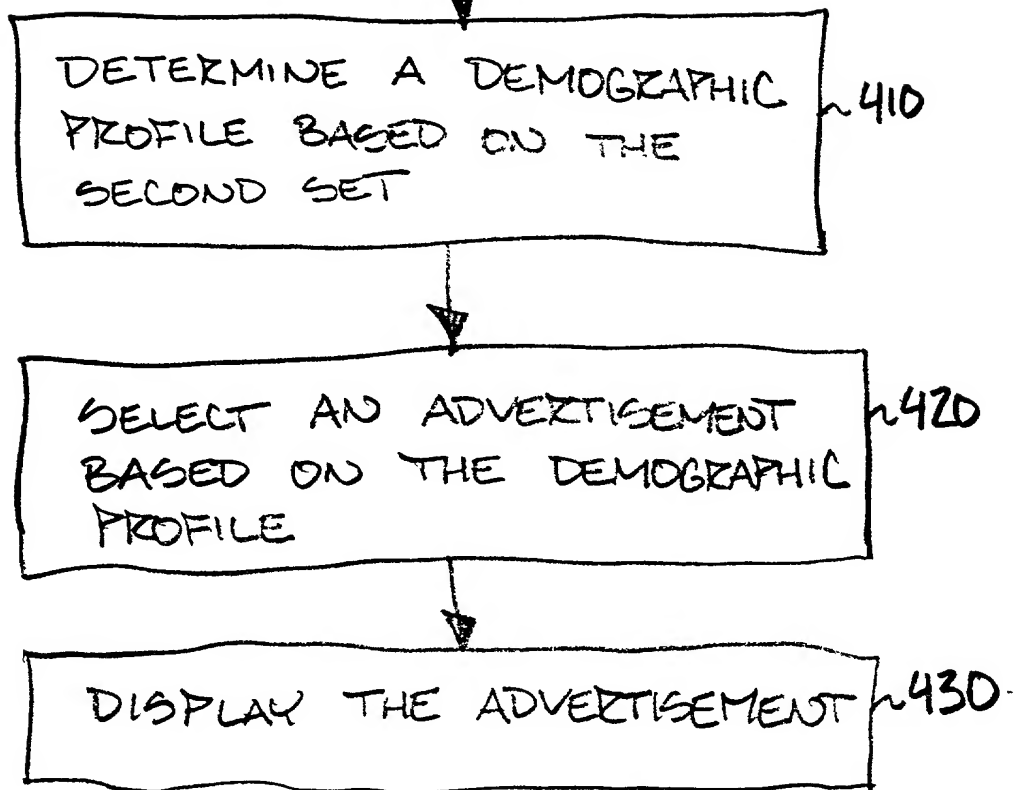 DETERMINE A DEMOGRAPHIC
PROFILE BASED ON THE
SECOND SET
410
SELECT AN ADVERTISEMENT
BASED ON THE DEMOGRAPHIC
PROFILE
420
DISPLAY THE ADVERTISEMENT
430